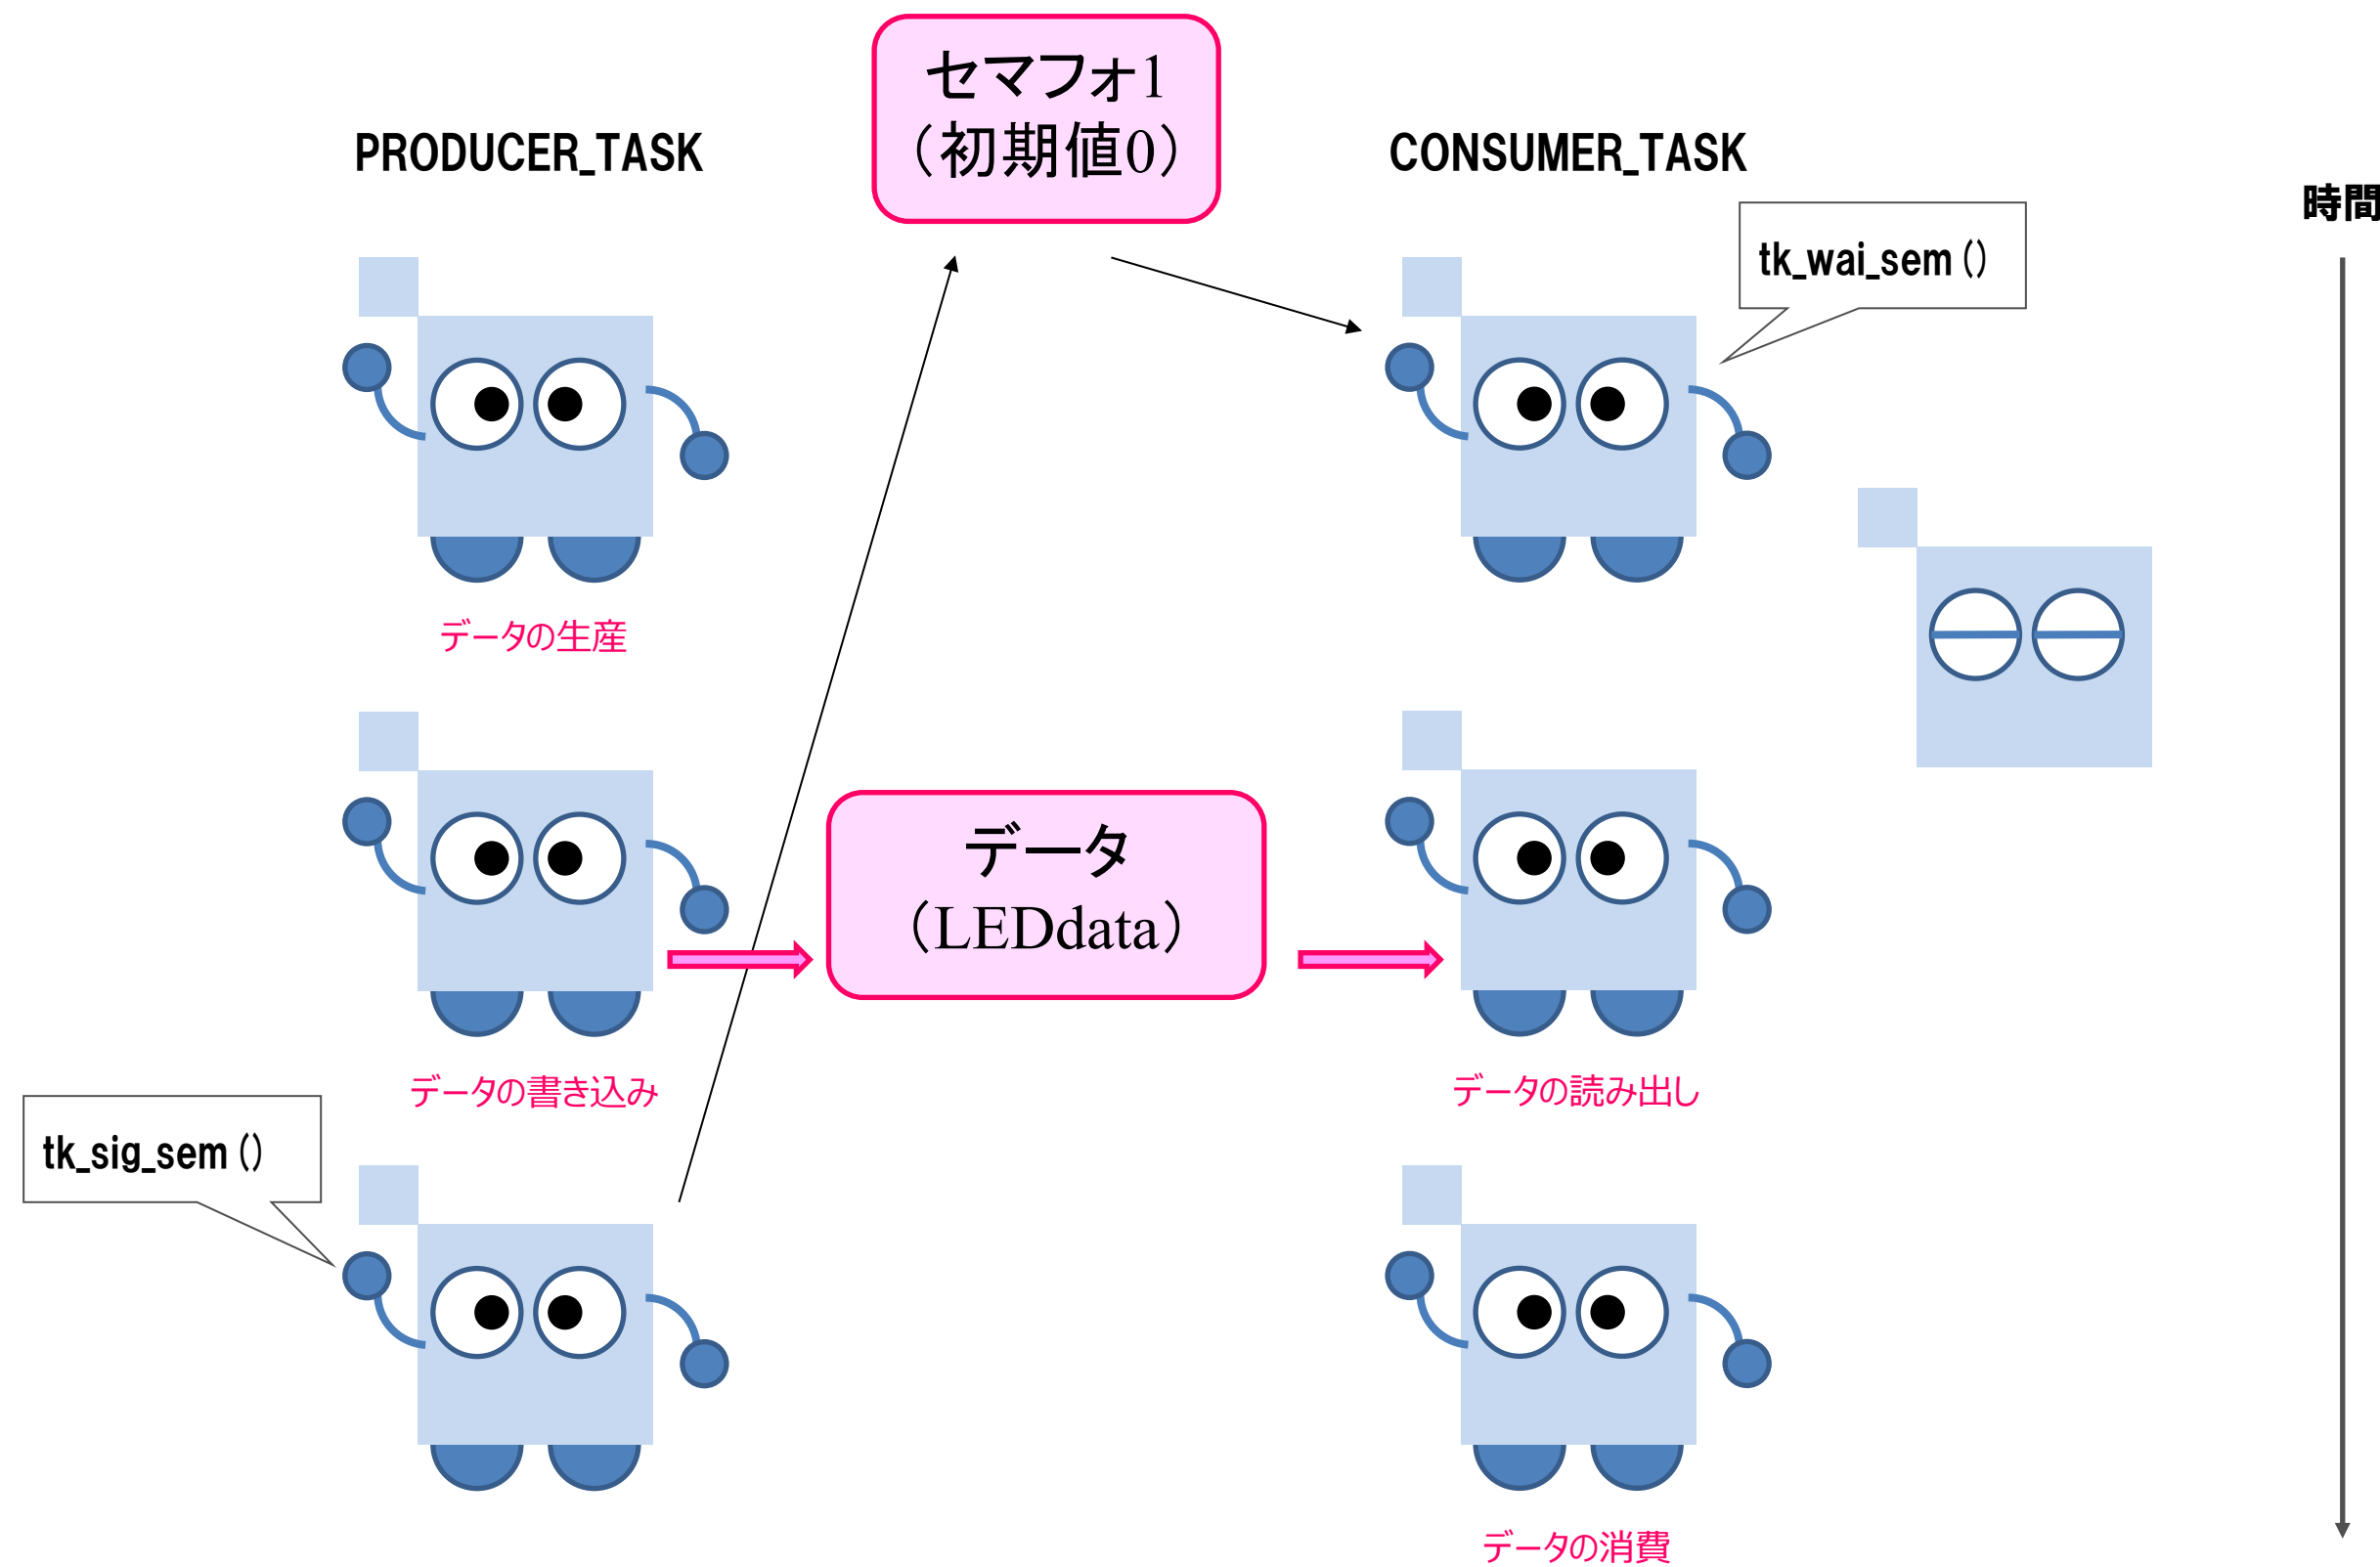 セマフォ1
（初期値0）
PRODUCER_TASK
CONSUMER_TASK
時間
tk_wai_sem()
データの生産
データ
（LEDdata）
データの書き込み
データの読み出し
tk_sig_sem()
データの消費